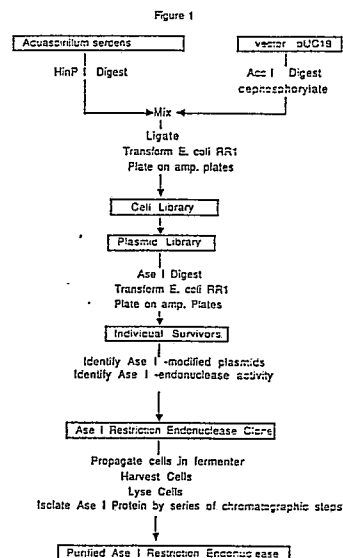 Figure 1
Aquaspirillum serpens
vector pUC19
HinP I Digest
Acc I Digest
dephosphorylate
Mix
Ligate
Transform E. coli RR1
Plate on amp. plates
Cell Library
Plasmid Library
Ase I Digest
Transform E. coli RR1
Plate on amp. Plates
Individual Survivors
Identify Ase I -modified plasmids
Identify Ase I -endonuclease activity
Ase I Restriction Endonuclease Clone
Propagate cells in fermenter
Harvest Cells
Lyse Cells
Isolate Ase I Protein by series of chromatographic steps
Purified Ase I Restriction Endonuclease